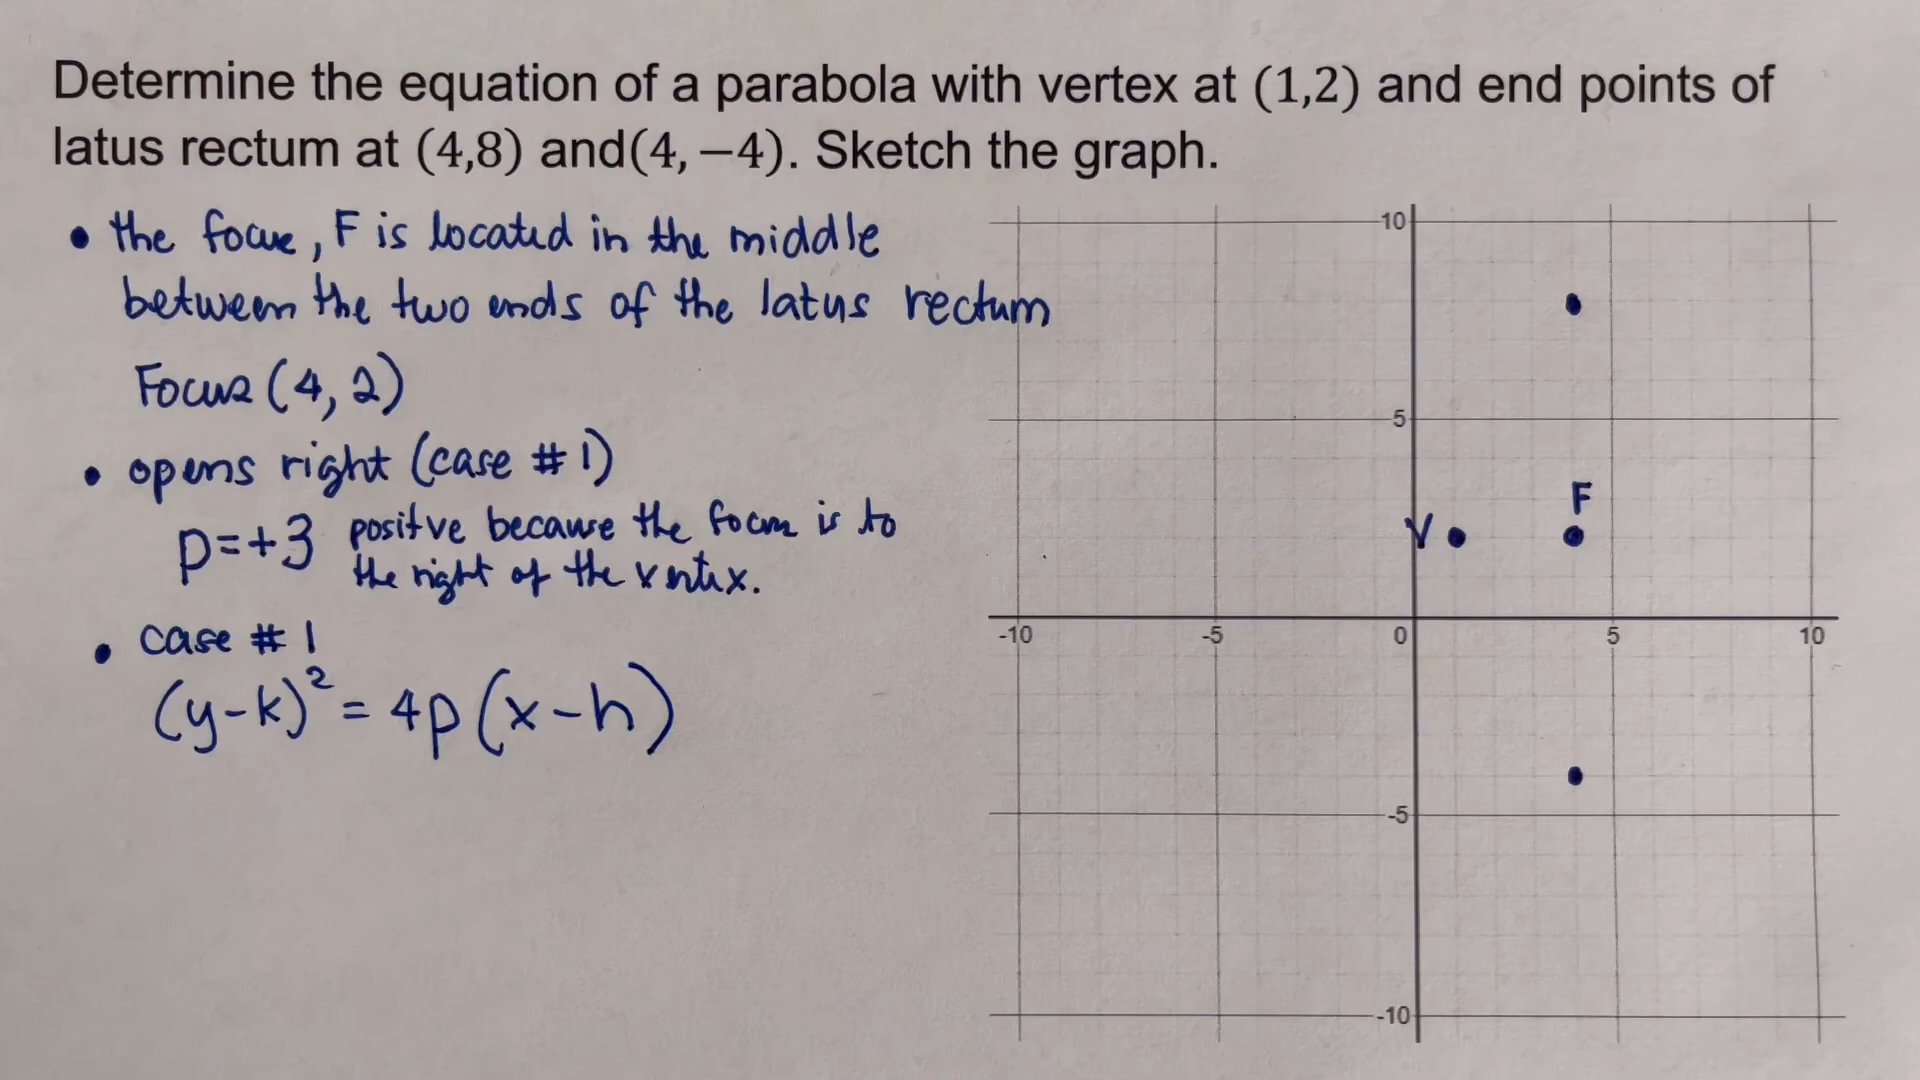 Determine the equation of a parabola with vertex at (1,2) and end points of
latus rectum at (4,8) and(4, −4). Sketch the graph.
• the focus, F is located in the middle
between the two ends of the latus rectum
Focus (4, 2)
• opens right (case # 1)
p=+3 positve because the focus is to
the right of the vertex.
• case # 1
(y-k)² = 4p(x-h)
10
5
F
V
-10 -5 0 5 10
-5
-10